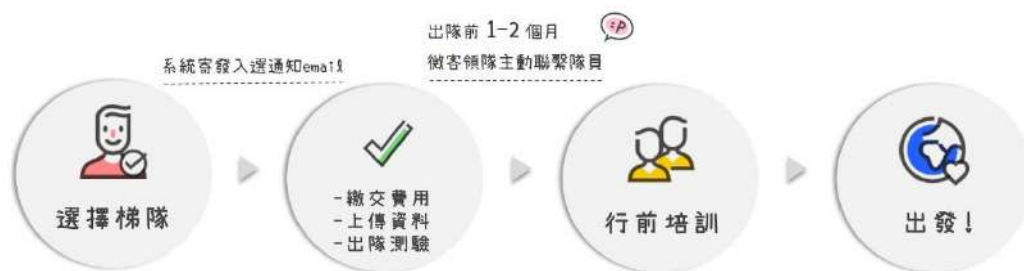 出隊前 1-2 個月
:P
微客領隊主動聯繫隊員
系統寄發入選通知email
選擇梯隊
-繳交費用
-上傳資料
-出隊測驗
行前培訓
出發!